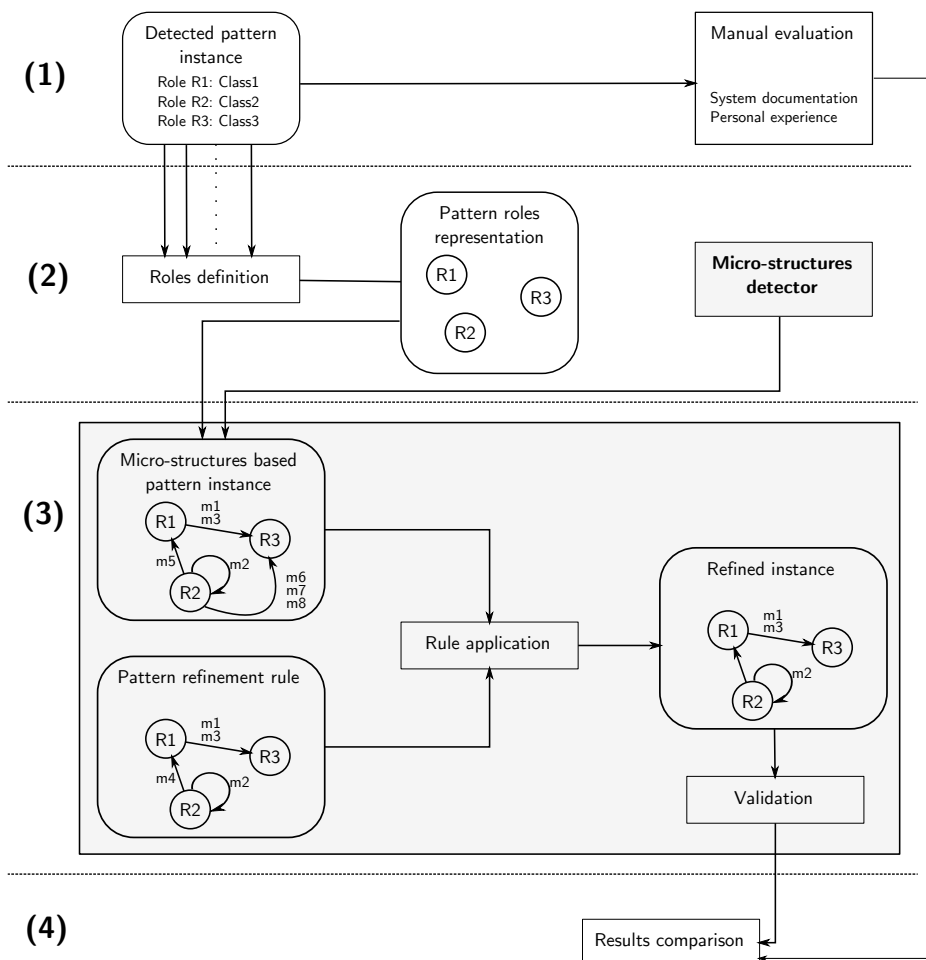 (1)
Detected pattern
instance
Role R1: Class1
Role R2: Class2
Role R3: Class3
Manual evaluation
System documentation
Personal experience
(2)
Roles definition
Pattern roles
representation
R1
R3
R2
Micro-structures
detector
(3)
Micro-structures based
pattern instance
m1
m3
R1
R3
m5
m2
R2
m6
m7
m8
Rule application
Pattern refinement rule
m1
m3
R1
R3
m4
m2
R2
Refined instance
m1
m3
R1
R3
m2
R2
Validation
(4)
Results comparison